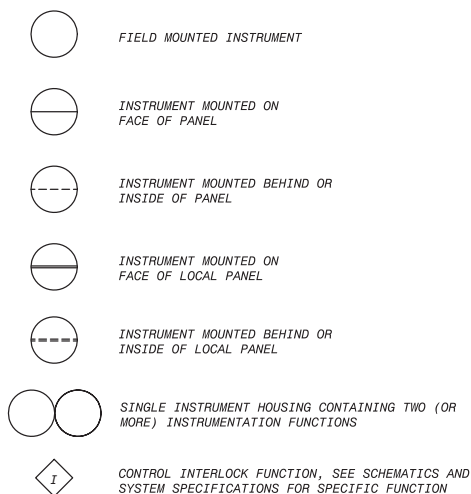 FIELD MOUNTED INSTRUMENT
INSTRUMENT MOUNTED ON
FACE OF PANEL
INSTRUMENT MOUNTED BEHIND OR
INSIDE OF PANEL
INSTRUMENT MOUNTED ON
FACE OF LOCAL PANEL
INSTRUMENT MOUNTED BEHIND OR
INSIDE OF LOCAL PANEL
SINGLE INSTRUMENT HOUSING CONTAINING TWO (OR
MORE) INSTRUMENTATION FUNCTIONS
I
CONTROL INTERLOCK FUNCTION, SEE SCHEMATICS AND
SYSTEM SPECIFICATIONS FOR SPECIFIC FUNCTION